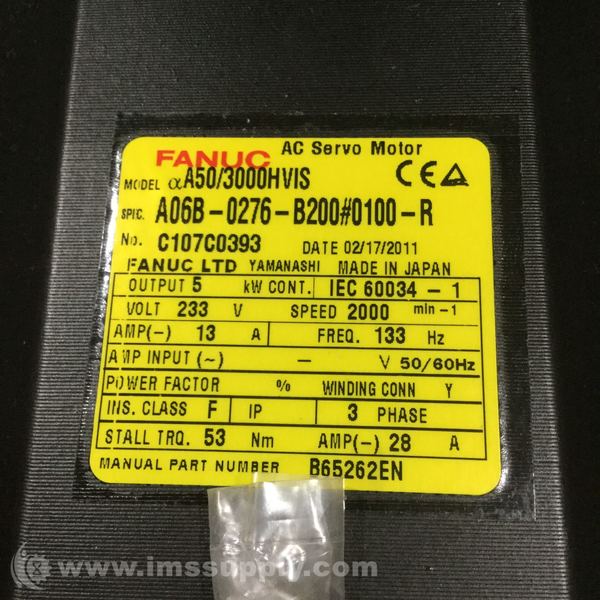 AC Servo Motor
FANUC
MODEL αA50/3000HVIS
SPIC. A06B-0276-B200#0100-R
No. C107C0393 DATE 02/17/2011
FANUC LTD YAMANASHI MADE IN JAPAN
OUTPUT 5 kW CONT. IEC 60034-1
VOLT 233 V SPEED 2000 min-1
AMP(~) 13 A FREQ. 133 Hz
AMP INPUT (~) – V 50/60Hz
POWER FACTOR % WINDING CONN Y
INS. CLASS F IP 3 PHASE
STALL TRQ. 53 Nm AMP(~) 28 A
MANUAL PART NUMBER B65262EN
www.imssupply.com